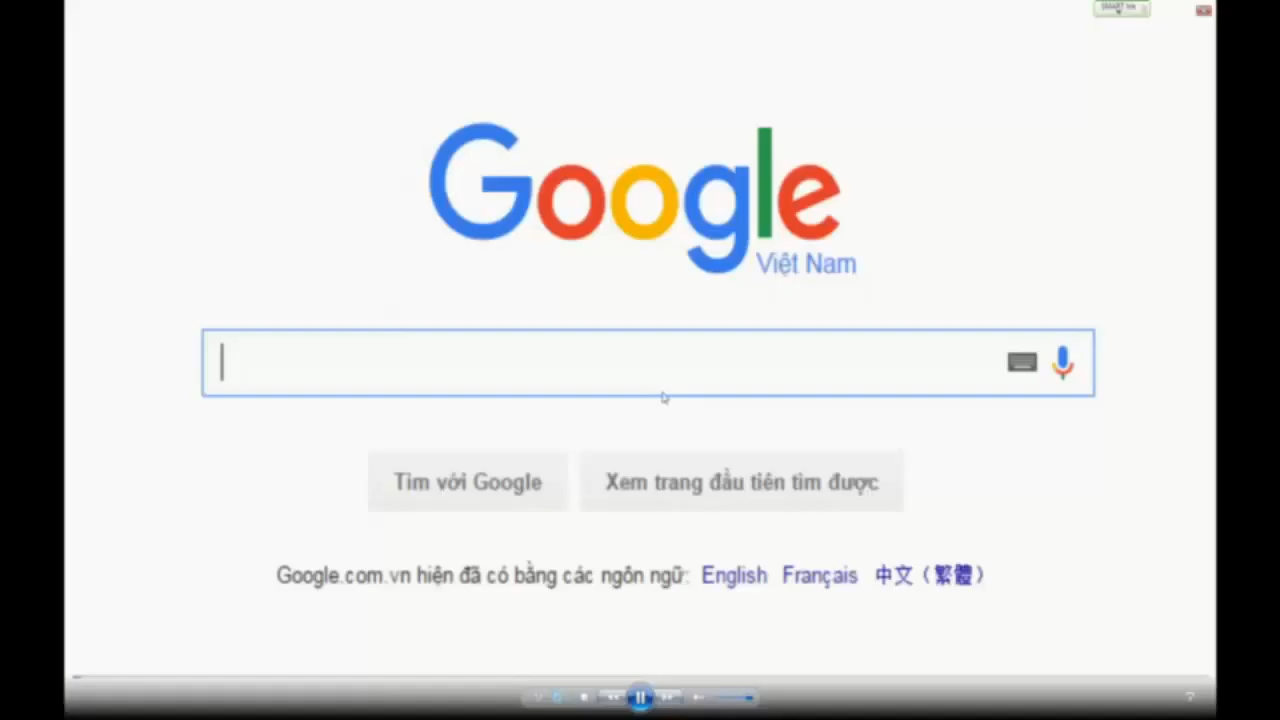 Google
Việt Nam
Tìm với Google
Xem trang đầu tiên tìm được
Google.com.vn hiện đã có bằng các ngôn ngữ: English Français 中文（繁體）